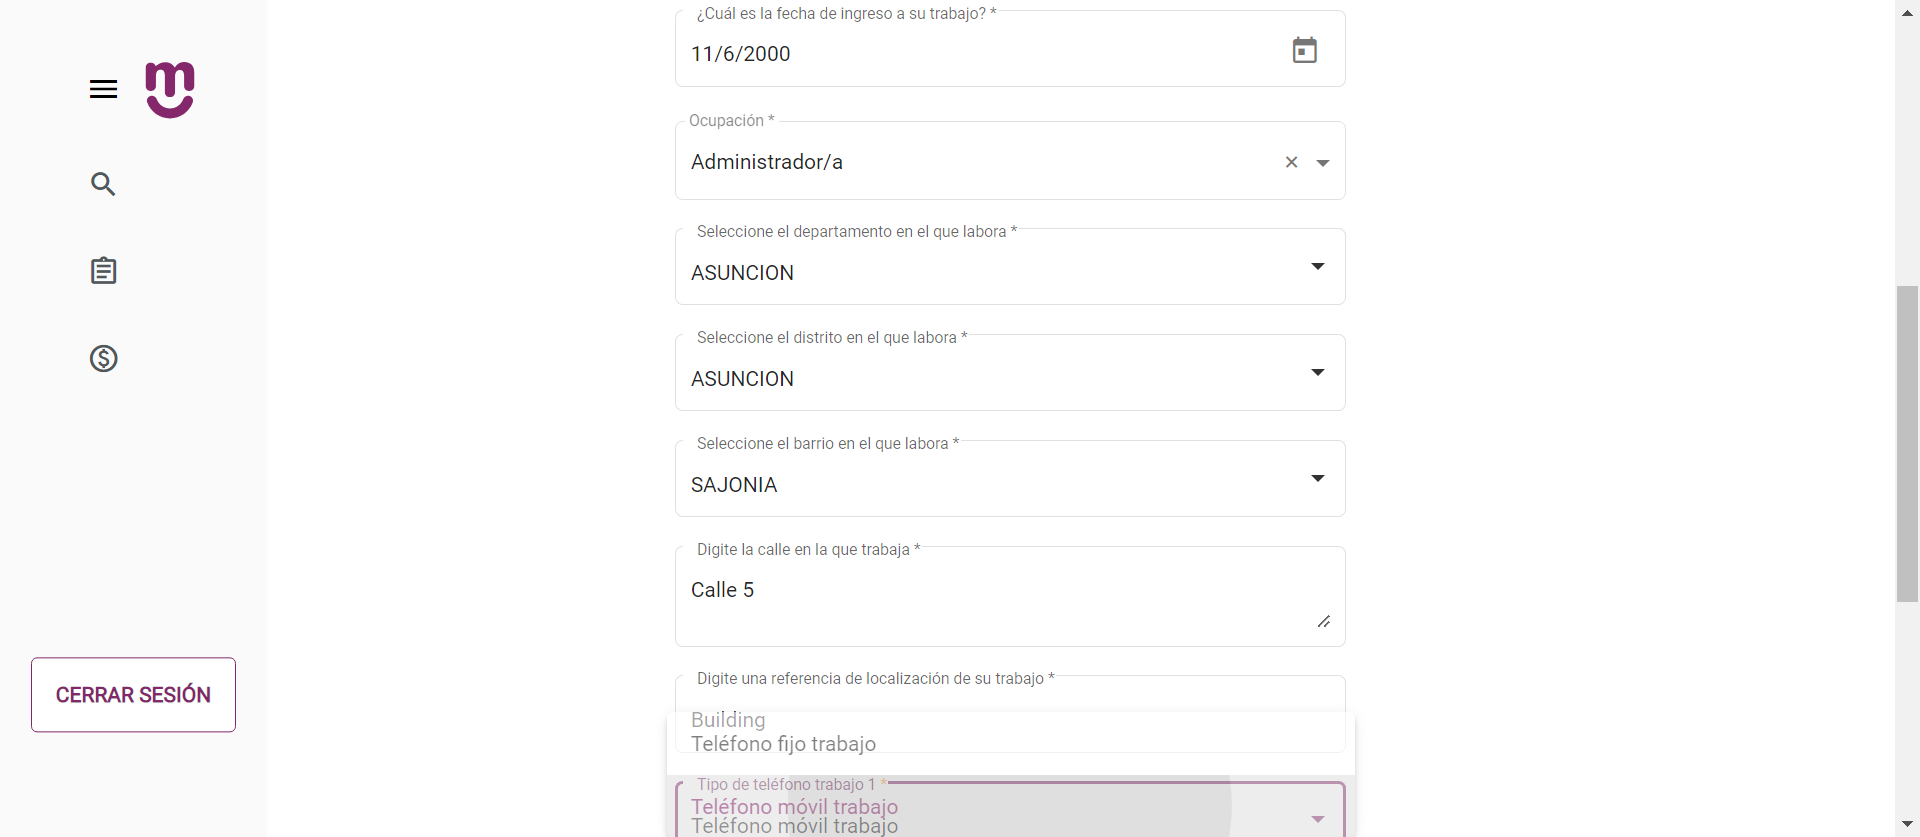 ¿Cuál es la fecha de ingreso a su trabajo? *
11/6/2000
Ocupación *
Administrador/a
Seleccione el departamento en el que labora *
ASUNCION
Seleccione el distrito en el que labora *
ASUNCION
Seleccione el barrio en el que labora *
SAJONIA
Digite la calle en la que trabaja *
Calle 5
Digite una referencia de localización de su trabajo *
Building
Teléfono fijo trabajo
Tipo de teléfono trabajo 1 *
Teléfono móvil trabajo
Teléfono móvil trabajo
CERRAR SESIÓN